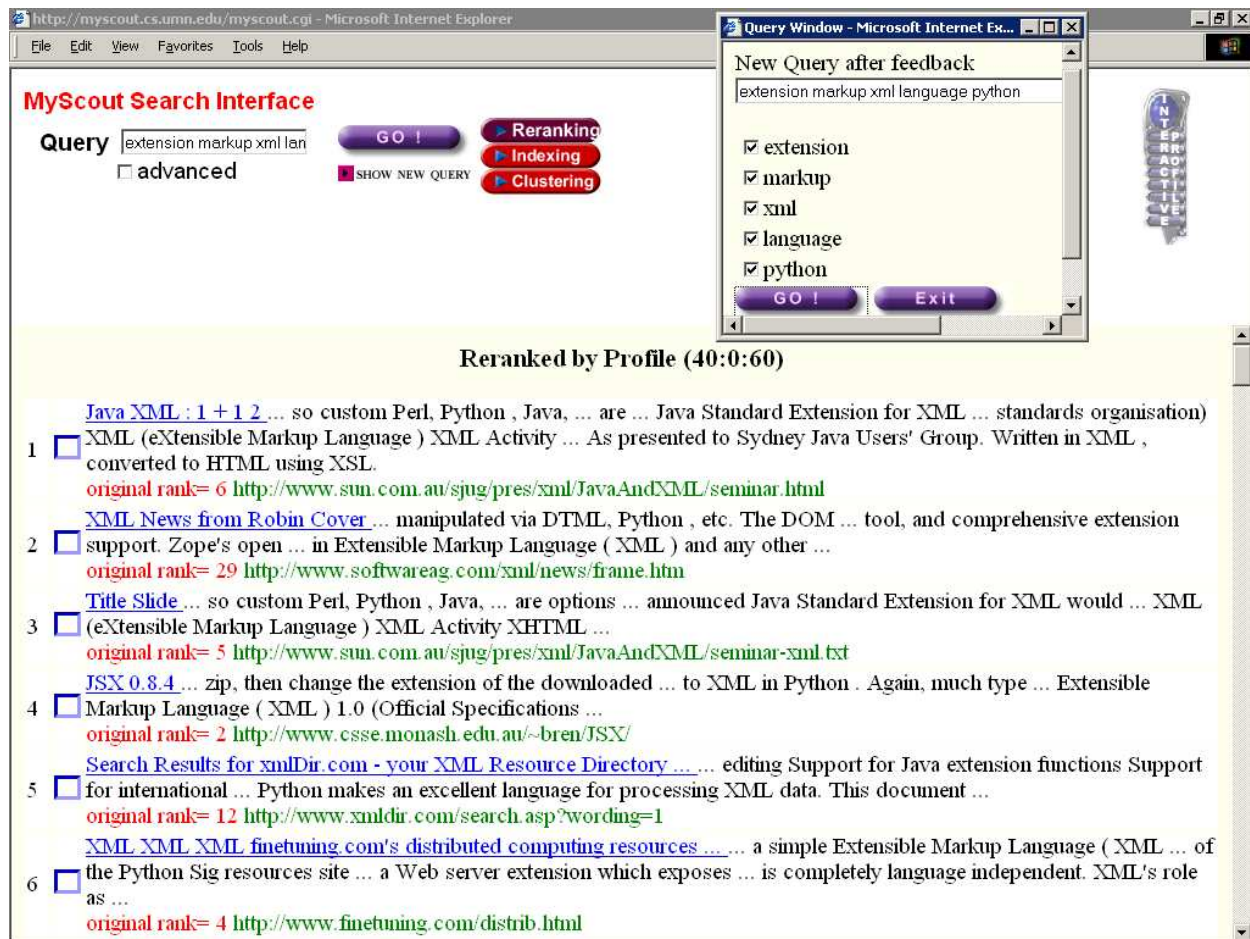 http://myscout.cs.umn.edu/myscout.cgi - Microsoft Internet Explorer
File Edit View Favorites Tools Help
MyScout Search Interface
Query extension markup xml lan
advanced
GO !
SHOW NEW QUERY
Reranking
Indexing
Clustering
Query Window - Microsoft Internet Ex...
New Query after feedback
extension markup xml language python
extension
markup
xml
language
python
GO ! Exit
INTERACTIVE
PROFILE
Reranked by Profile (40:0:60)
1 Java XML : 1 + 1 2 ... so custom Perl, Python , Java, ... are ... Java Standard Extension for XML ... standards organisation)
XML (eXtensible Markup Language ) XML Activity ... As presented to Sydney Java Users' Group. Written in XML ,
converted to HTML using XSL.
original rank= 6 http://www.sun.com.au/sjug/pres/xml/JavaAndXML/seminar.html
2 XML News from Robin Cover ... manipulated via DTML, Python , etc. The DOM ... tool, and comprehensive extension
support. Zope's open ... in Extensible Markup Language ( XML ) and any other ...
original rank= 29 http://www.softwareag.com/xml/news/frame.htm
3 Title Slide ... so custom Perl, Python , Java, ... are options ... announced Java Standard Extension for XML would ... XML
(eXtensible Markup Language ) XML Activity XHTML ...
original rank= 5 http://www.sun.com.au/sjug/pres/xml/JavaAndXML/seminar-xml.txt
4 JSX 0.8.4 ... zip, then change the extension of the downloaded ... to XML in Python . Again, much type ... Extensible
Markup Language ( XML ) 1.0 (Official Specifications ...
original rank= 2 http://www.csse.monash.edu.au/~bren/JSX/
5 Search Results for xmlDir.com - your XML Resource Directory ... ... editing Support for Java extension functions Support
for international ... Python makes an excellent language for processing XML data. This document ...
original rank= 12 http://www.xmldir.com/search.asp?wording=1
6 XML XML XML finetuning.com's distributed computing resources ... ... a simple Extensible Markup Language ( XML ... of
the Python Sig resources site ... a Web server extension which exposes ... is completely language independent. XML's role
as ...
original rank= 4 http://www.finetuning.com/distrib.html